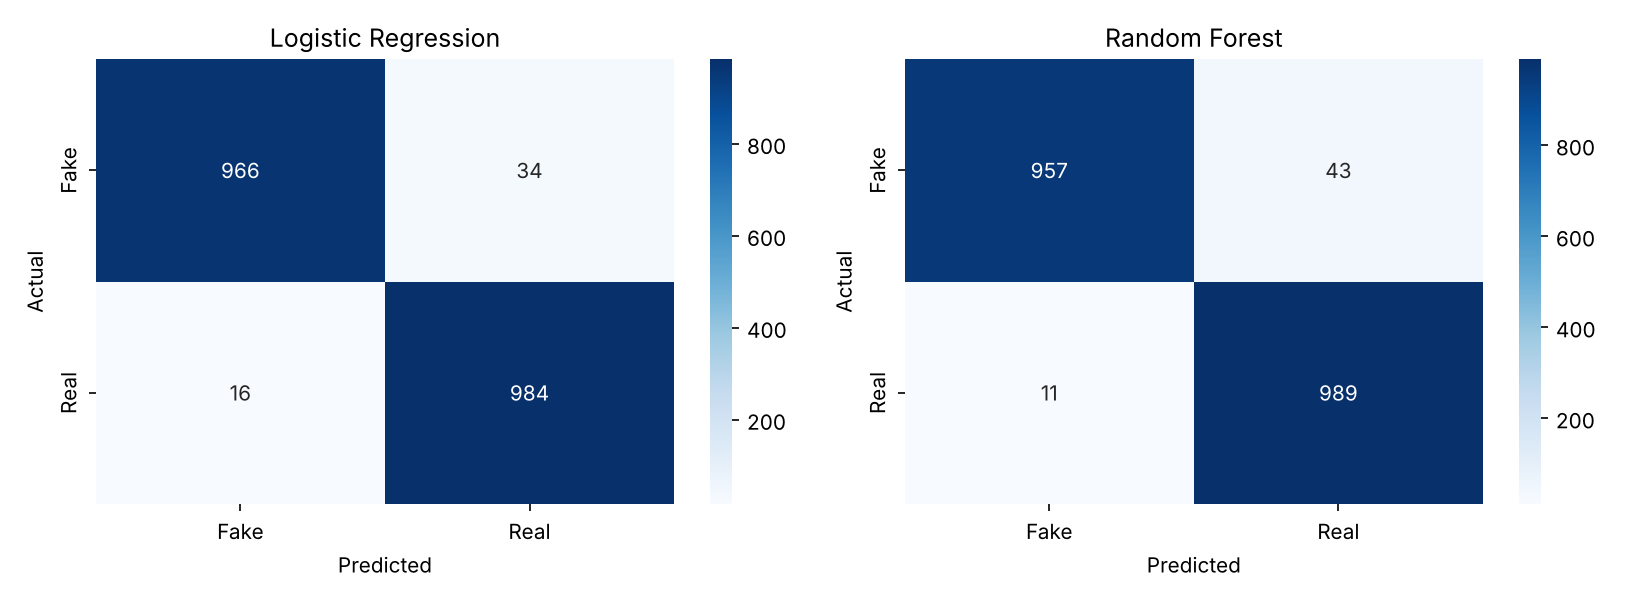 Logistic Regression
Actual
Fake
Real
966
34
16
984
Fake
Real
Predicted
800
600
400
200
Random Forest
Actual
Fake
Real
957
43
11
989
Fake
Real
Predicted
800
600
400
200